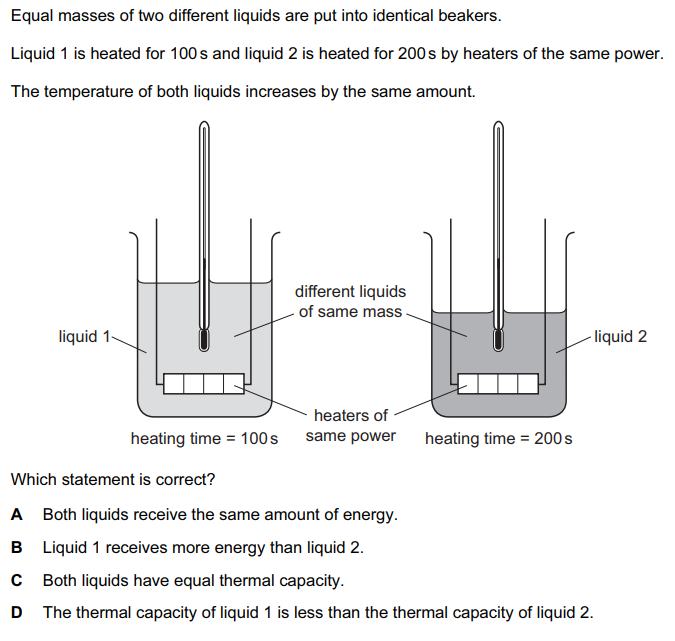 Equal masses of two different liquids are put into identical beakers.
Liquid 1 is heated for 100 s and liquid 2 is heated for 200 s by heaters of the same power.
The temperature of both liquids increases by the same amount.
different liquids
of same mass
liquid 1
liquid 2
heaters of
same power
heating time = 100 s
heating time = 200 s
Which statement is correct?
A Both liquids receive the same amount of energy.
B Liquid 1 receives more energy than liquid 2.
C Both liquids have equal thermal capacity.
D The thermal capacity of liquid 1 is less than the thermal capacity of liquid 2.